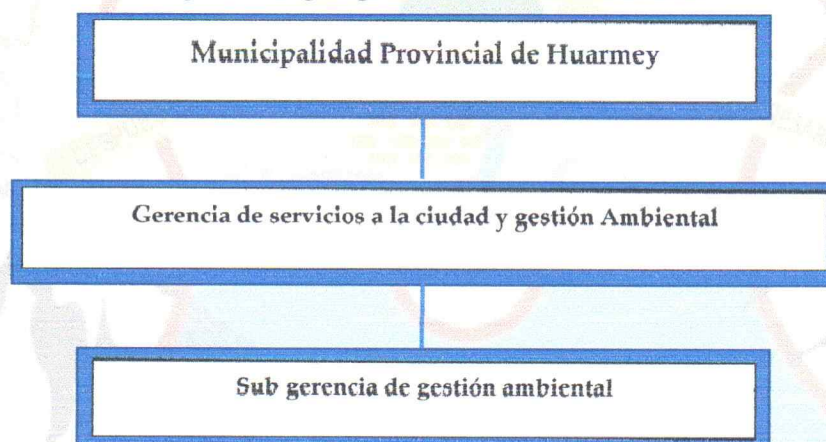 Municipalidad Provincial de Huarmey
Gerencia de servicios a la ciudad y gestión Ambiental
Sub gerencia de gestión ambiental